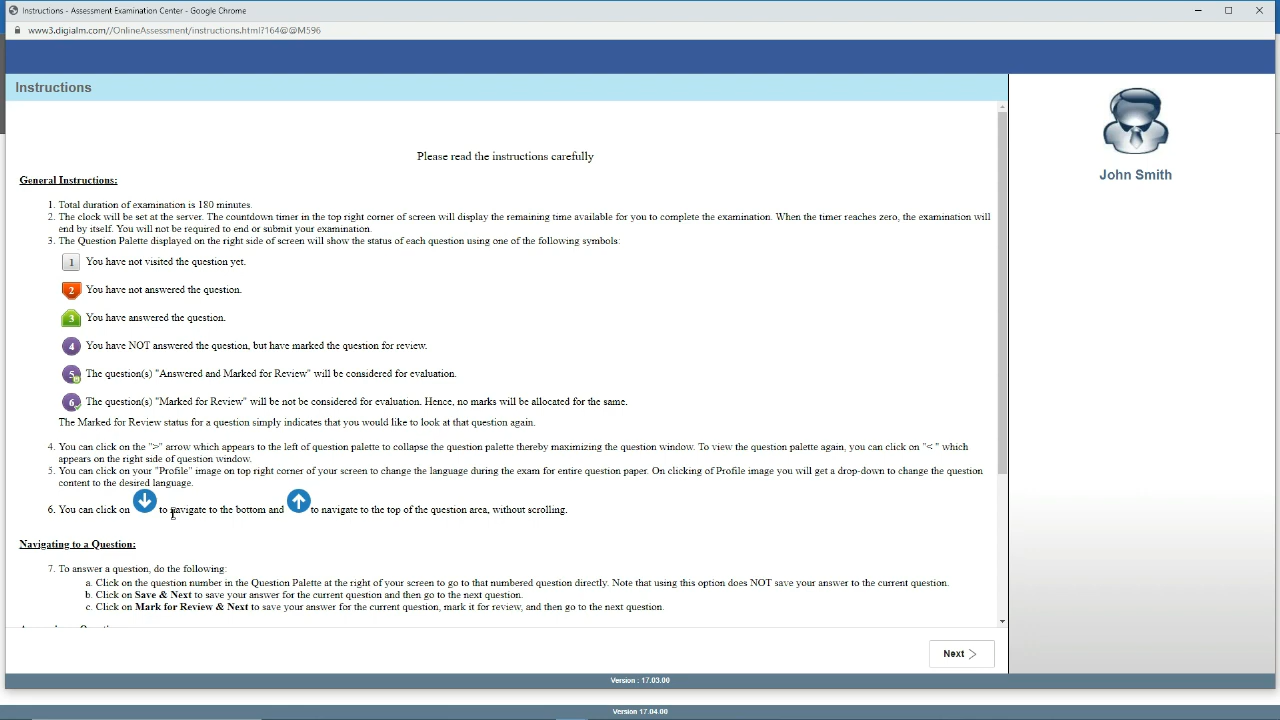 Instructions - Assessment Examination Center - Google Chrome
www3.digialm.com//OnlineAssessment/instructions.html?164@@M596
Instructions
John Smith
Please read the instructions carefully
General Instructions:
1. Total duration of examination is 180 minutes.
2. The clock will be set at the server. The countdown timer in the top right corner of screen will display the remaining time available for you to complete the examination. When the timer reaches zero, the examination will
end by itself. You will not be required to end or submit your examination.
3. The Question Palette displayed on the right side of screen will show the status of each question using one of the following symbols:
1 You have not visited the question yet.
2 You have not answered the question.
3 You have answered the question.
4 You have NOT answered the question, but have marked the question for review.
5 The question(s) "Answered and Marked for Review" will be considered for evaluation.
6 The question(s) "Marked for Review" will be not be considered for evaluation. Hence, no marks will be allocated for the same.
The Marked for Review status for a question simply indicates that you would like to look at that question again.
4. You can click on the ">" arrow which appears to the left of question palette to collapse the question palette thereby maximizing the question window. To view the question palette again, you can click on "< " which
appears on the right side of question window.
5. You can click on your "Profile" image on top right corner of your screen to change the language during the exam for entire question paper. On clicking of Profile image you will get a drop-down to change the question
content to the desired language.
6. You can click on to navigate to the bottom and to navigate to the top of the question area, without scrolling.
Navigating to a Question:
7. To answer a question, do the following:
a. Click on the question number in the Question Palette at the right of your screen to go to that numbered question directly. Note that using this option does NOT save your answer to the current question.
b. Click on Save & Next to save your answer for the current question and then go to the next question.
c. Click on Mark for Review & Next to save your answer for the current question, mark it for review, and then go to the next question.
Next >
Version : 17.03.00
Version 17.04.00